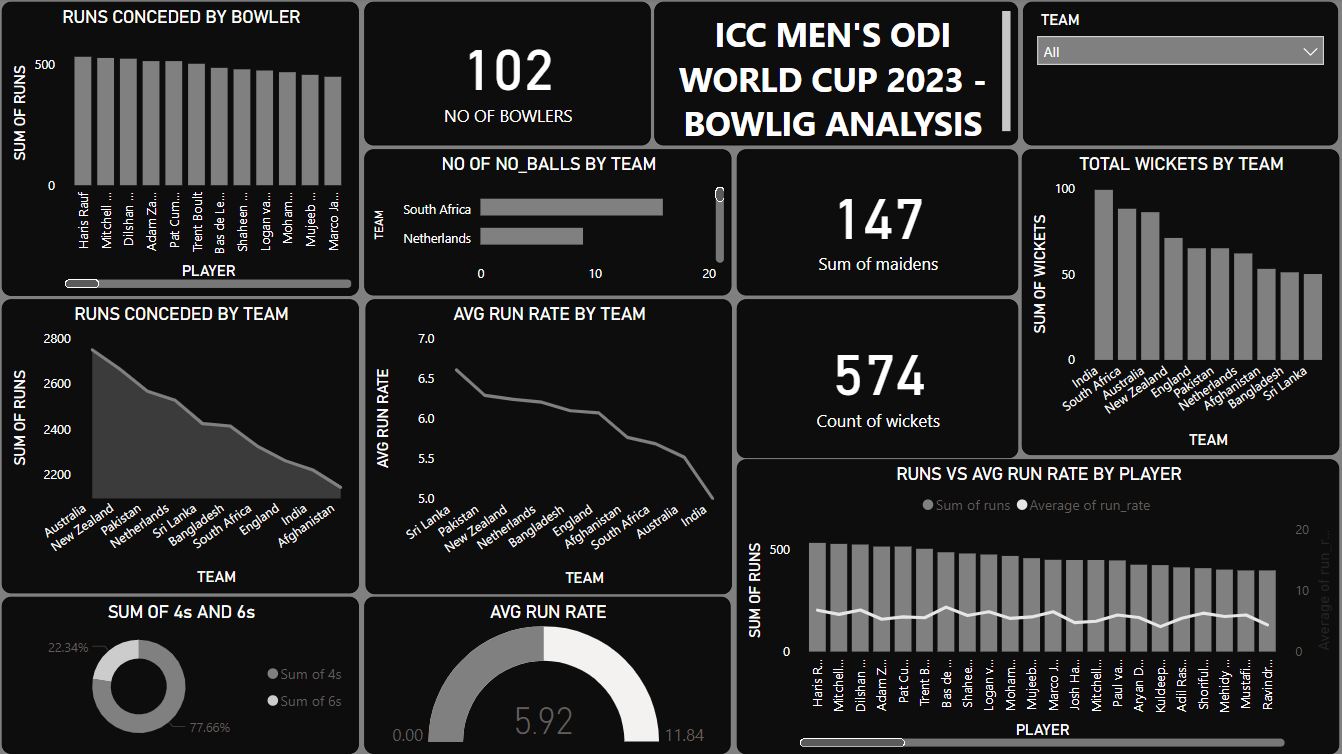 RUNS CONCEDED BY BOWLER
SUM OF RUNS
500
0
Haris Rauf
Mitchell ...
Dilshan ...
Adam Za...
Pat Cum...
Trent Boult
Bas de Le...
Shaheen ...
Logan va...
Moham...
Mujeeb ...
Marco Ja...
PLAYER
102
NO OF BOWLERS
ICC MEN'S ODI
WORLD CUP 2023 -
BOWLIG ANALYSIS
TEAM
All
NO OF NO_BALLS BY TEAM
TEAM
South Africa
Netherlands
0
10
20
147
Sum of maidens
TOTAL WICKETS BY TEAM
SUM OF WICKETS
100
50
0
India
South Africa
Australia
New Zealand
England
Pakistan
Netherlands
Afghanistan
Bangladesh
Sri Lanka
TEAM
RUNS CONCEDED BY TEAM
SUM OF RUNS
2800
2600
2400
2200
Australia
New Zealand
Pakistan
Netherlands
Sri Lanka
Bangladesh
South Africa
England
India
Afghanistan
TEAM
AVG RUN RATE BY TEAM
AVG RUN RATE
7.0
6.5
6.0
5.5
5.0
Sri Lanka
Pakistan
New Zealand
Netherlands
Bangladesh
England
Afghanistan
South Africa
Australia
India
TEAM
574
Count of wickets
RUNS VS AVG RUN RATE BY PLAYER
Sum of runs
Average of run_rate
SUM OF RUNS
500
0
20
10
0
Average of run_r...
Haris R...
Mitchell...
Dilshan ...
Adam Z...
Pat Cu...
Trent B...
Bas de ...
Shahee...
Logan v...
Moham...
Mujeeb...
Marco J...
Josh Ha...
Mitchell...
Paul va...
Aryan D...
Kuldeep...
Adil Ras...
Shoriful...
Mehidy ...
Mustafi...
Ravindr...
PLAYER
SUM OF 4s AND 6s
22.34%
77.66%
Sum of 4s
Sum of 6s
AVG RUN RATE
5.92
0.00
11.84